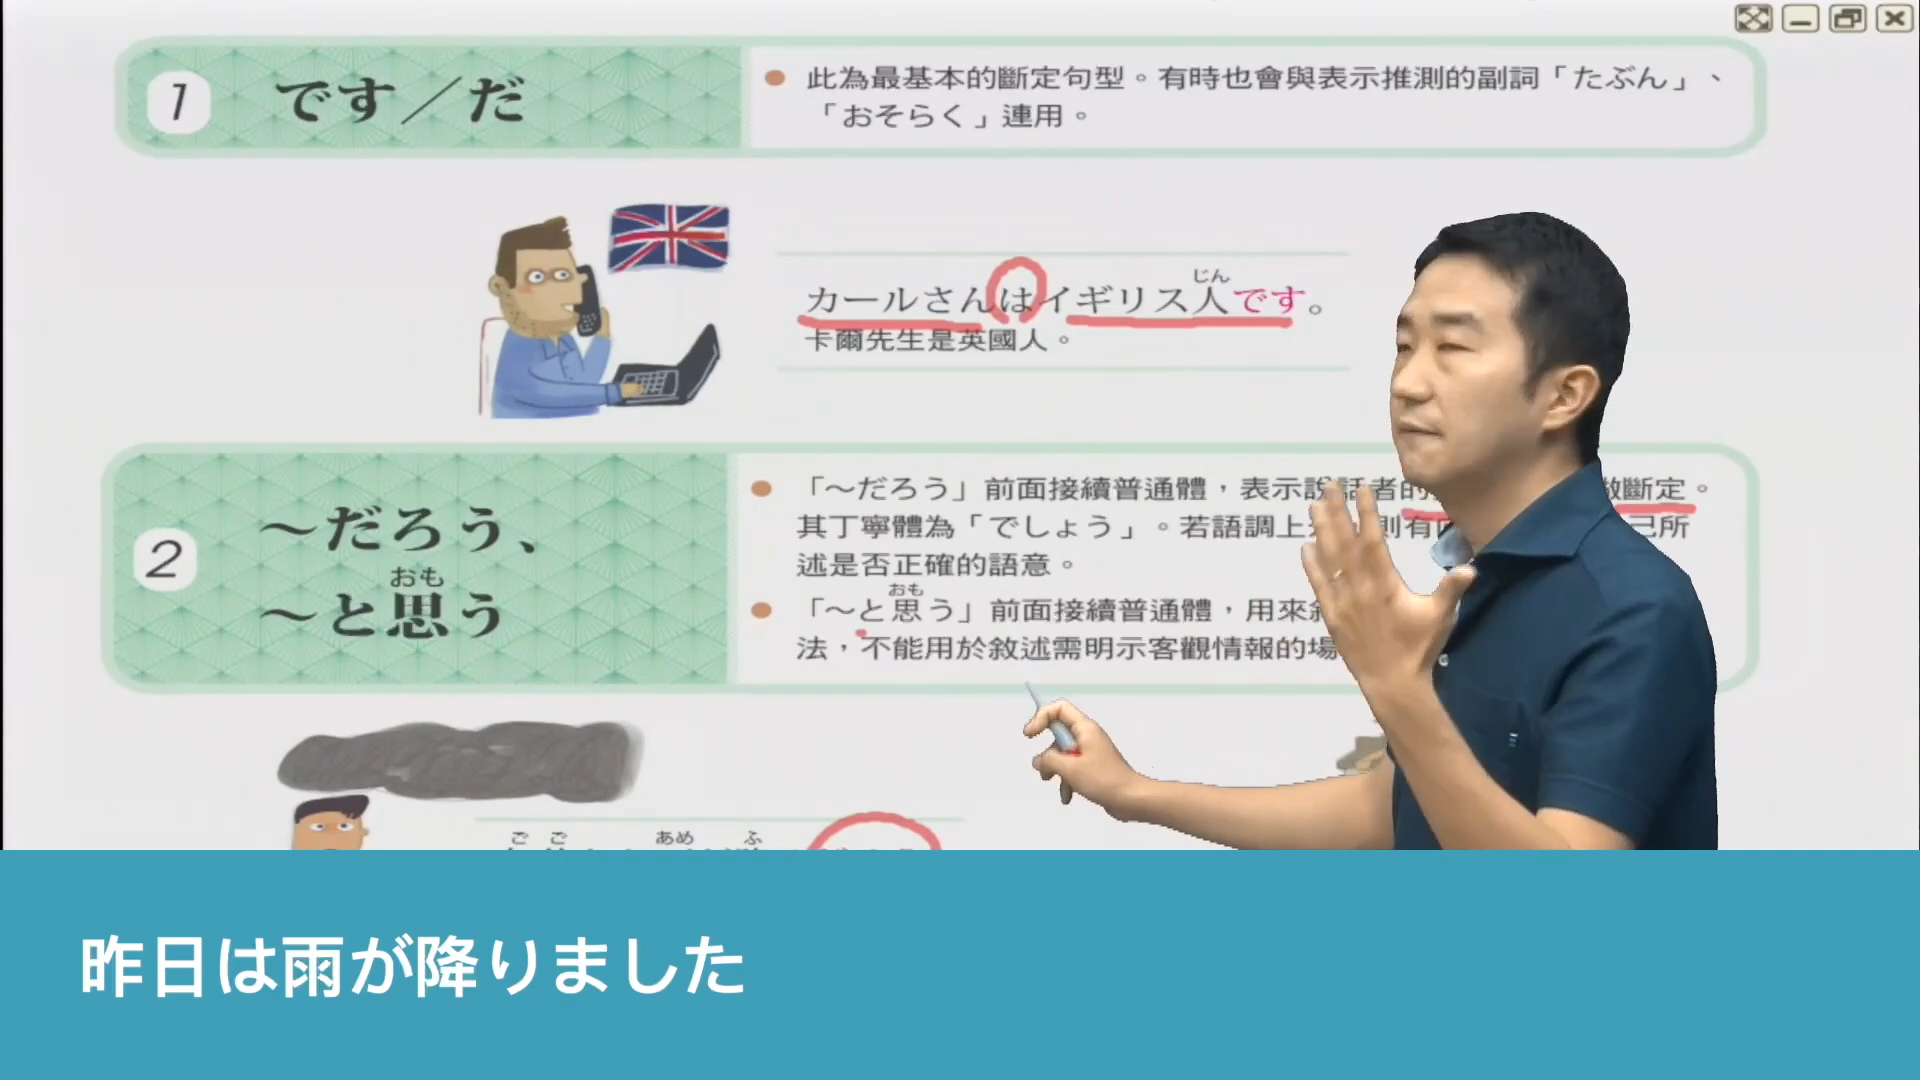 1
です／だ
此為最基本的斷定句型。有時也會與表示推測的副詞「たぶん」、
「おそらく」連用。
じん
カールさんはイギリス人です。
卡爾先生是英國人。
2
～だろう、
おも
～と思う
「～だろう」前面接續普通體，表示說話者的 做斷定。
其丁寧體為「でしょう」。若語調上 則有 己所
述是否正確的語意。
おも
「～と思う」前面接續普通體，用來
法，不能用於敘述需明示客觀情報的場
ご ご あめ ふ
昨日は雨が降りました